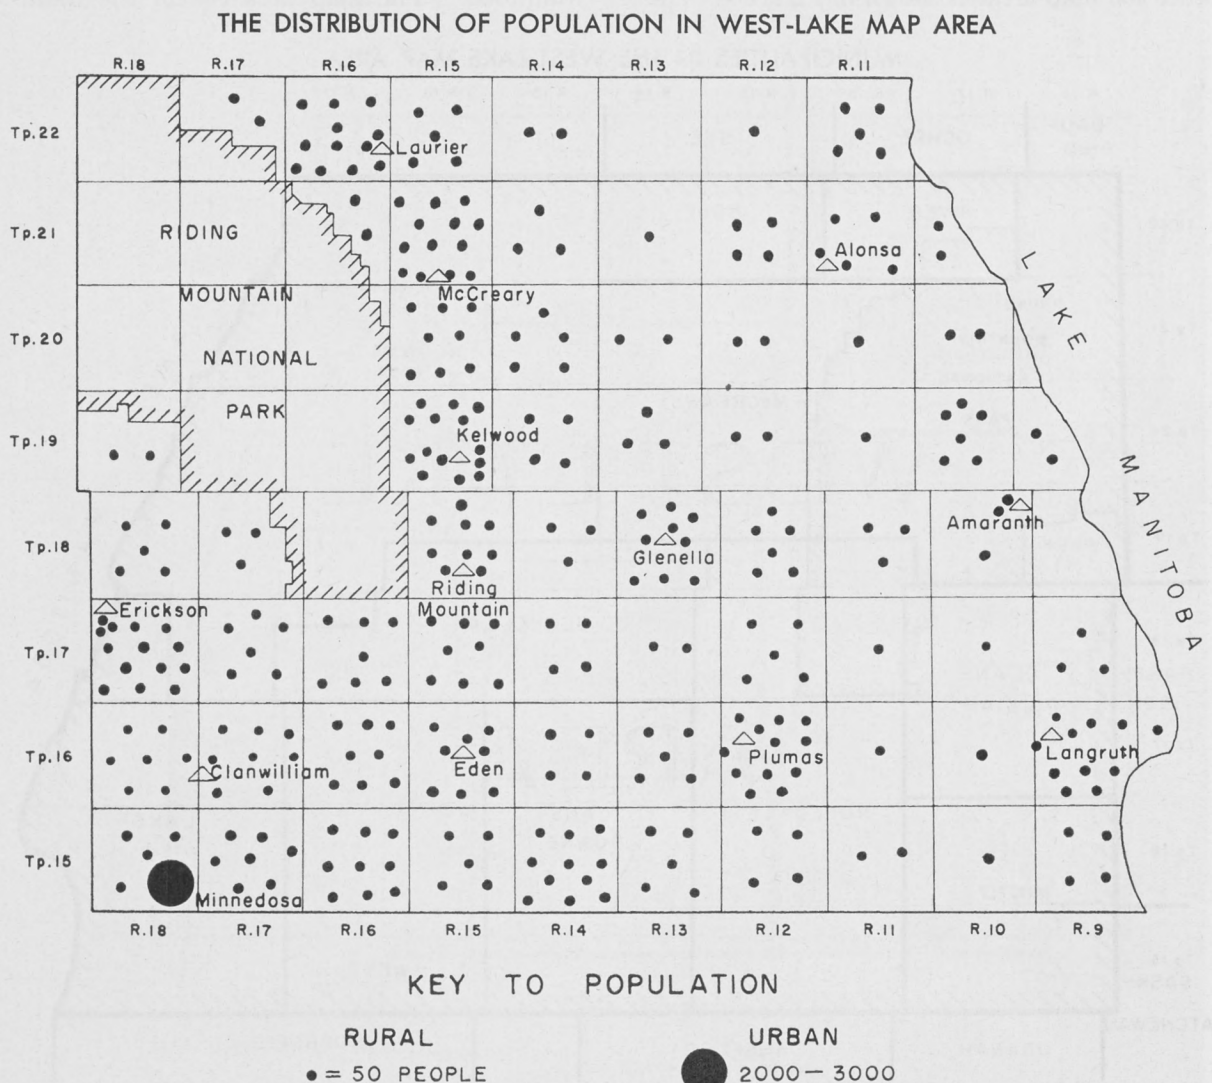 THE DISTRIBUTION OF POPULATION IN WEST-LAKE MAP AREA
R.18 R.17 R.16 R.15 R.14 R.13 R.12 R.11
Tp.22
Laurier
Tp.21
RIDING
Alonsa
LAKE
MOUNTAIN
McCreary
Tp.20
NATIONAL
PARK
Tp.19
Kelwood
MANITOBA
Amaranth
Tp.18
Glenella
Riding
Mountain
Erickson
Tp.17
Tp.16
Clanwilliam
Eden
Plumas
Langruth
Tp.15
Minnedosa
R.18 R.17 R.16 R.15 R.14 R.13 R.12 R.11 R.10 R.9
KEY TO POPULATION
RURAL URBAN
= 50 PEOPLE 2000 – 3000